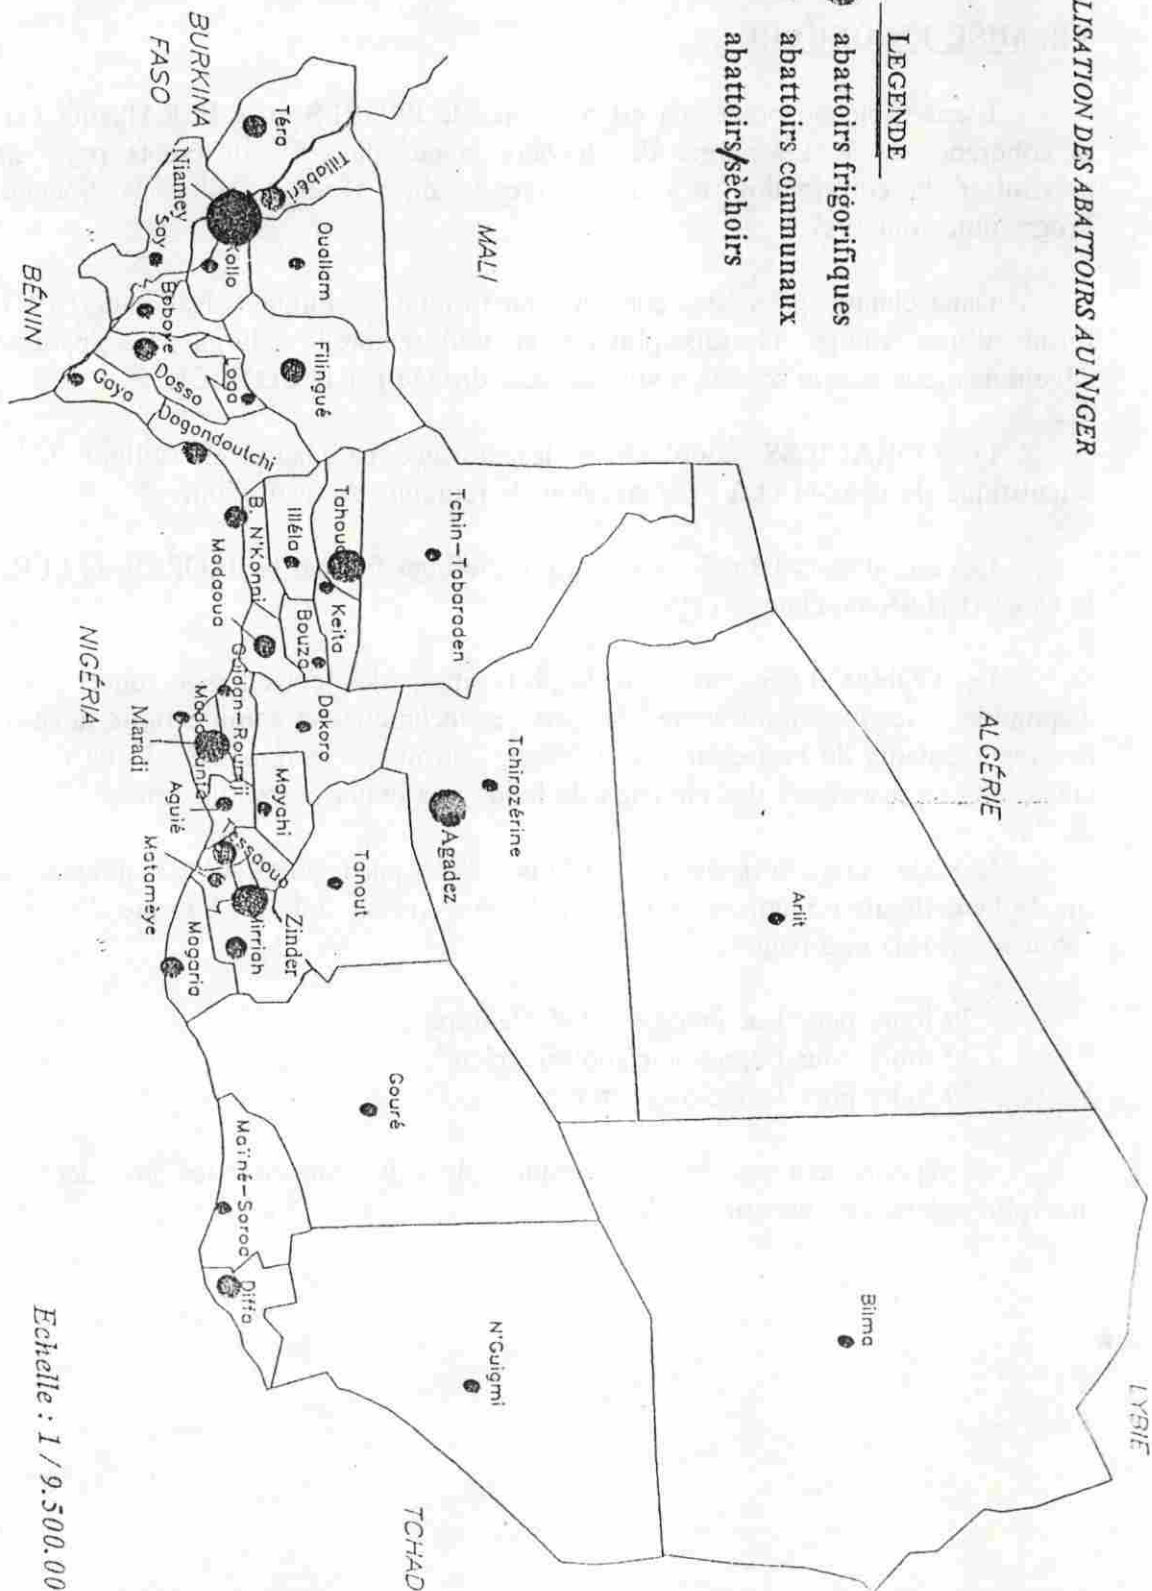 LISATION DES ABATTOIRS AU NIGER
LEGENDE
abattoirs frigorifiques
abattoirs communaux
abattoirs/sèchoirs
MALI
ALGÉRIE
LYBIE
TCHAD
NIGÉRIA
BÉNIN
BURKINA
FASO
Arlit
Bilma
Tchirozérine
Agadez
Tchin-Tabaraden
N'Guigmi
Gouré
Tanout
Dakoro
Mayahi
Téra
Tillabéri
Ouallam
Filingué
Niamey
Kollo
Say
Boboye
Dosso
Loga
Gaya
Dogondoutchi
Tahoua
Illéla
Keita
Bouza
B. N'Konni
Madaoua
Guidan-Roumji
Maradi
Aguié
Tessaoua
Matamèye
Zinder
Mirriah
Magaria
Maïné-Soroa
Diffa
Echelle : 1 / 9.500.00